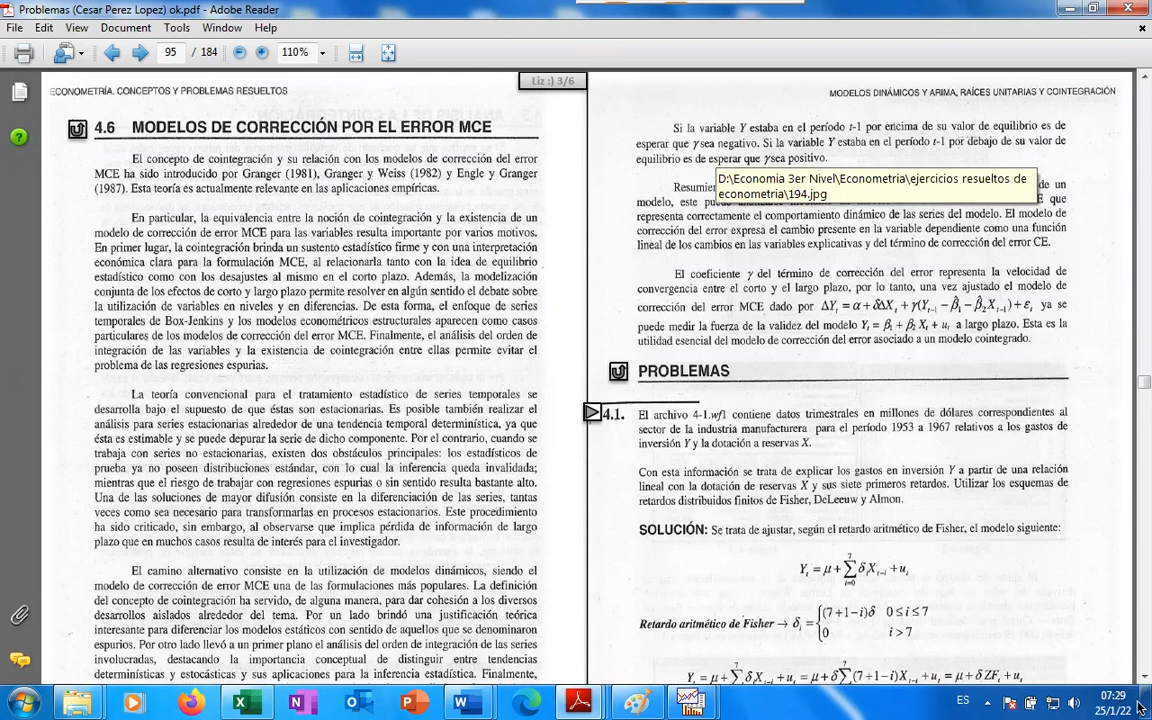 Problemas (Cesar Perez Lopez) ok.pdf - Adobe Reader
File Edit View Document Tools Window Help
95 / 184 110%
Liz :) 3/6
ECONOMETRÍA. CONCEPTOS Y PROBLEMAS RESUELTOS
4.6 MODELOS DE CORRECCIÓN POR EL ERROR MCE
El concepto de cointegración y su relación con los modelos de corrección del error
MCE ha sido introducido por Granger (1981), Granger y Weiss (1982) y Engle y Granger
(1987). Esta teoría es actualmente relevante en las aplicaciones empíricas.
En particular, la equivalencia entre la noción de cointegración y la existencia de un
modelo de corrección de error MCE para las variables resulta importante por varios motivos.
En primer lugar, la cointegración brinda un sustento estadístico firme y con una interpretación
económica clara para la formulación MCE, al relacionarla tanto con la idea de equilibrio
estadístico como con los desajustes al mismo en el corto plazo. Además, la modelización
conjunta de los efectos de corto y largo plazo permite resolver en algún sentido el debate sobre
la utilización de variables en niveles y en diferencias. De esta forma, el enfoque de series
temporales de Box-Jenkins y los modelos econométricos estructurales aparecen como casos
particulares de los modelos de corrección del error MCE. Finalmente, el análisis del orden de
integración de las variables y la existencia de cointegración entre ellas permite evitar el
problema de las regresiones espurias.
La teoría convencional para el tratamiento estadístico de series temporales se
desarrolla bajo el supuesto de que éstas son estacionarias. Es posible también realizar el
análisis para series estacionarias alrededor de una tendencia temporal determinística, ya que
ésta es estimable y se puede depurar la serie de dicho componente. Por el contrario, cuando se
trabaja con series no estacionarias, existen dos obstáculos principales: los estadísticos de
prueba ya no poseen distribuciones estándar, con lo cual la inferencia queda invalidada;
mientras que el riesgo de trabajar con regresiones espurias o sin sentido resulta bastante alto.
Una de las soluciones de mayor difusión consiste en la diferenciación de las series, tantas
veces como sea necesario para transformarlas en procesos estacionarios. Este procedimiento
ha sido criticado, sin embargo, al observarse que implica pérdida de información de largo
plazo que en muchos casos resulta de interés para el investigador.
El camino alternativo consiste en la utilización de modelos dinámicos, siendo el
modelo de corrección de error MCE una de las formulaciones más populares. La definición
del concepto de cointegración ha servido, de alguna manera, para dar cohesión a los diversos
desarrollos aislados alrededor del tema. Por un lado brindó una justificación teórica
interesante para diferenciar los modelos estáticos con sentido de aquellos que se denominaron
espurios. Por otro lado llevó a un primer plano el análisis del orden de integración de las series
involucradas, destacando la importancia conceptual de distinguir entre tendencias
determinísticas y estocásticas y sus aplicaciones para la inferencia estadística. Finalmente,
MODELOS DINÁMICOS Y ARIMA, RAÍCES UNITARIAS Y COINTEGRACIÓN
Si la variable Y estaba en el período t-1 por encima de su valor de equilibrio es de
esperar que γ sea negativo. Si la variable Y estaba en el período t-1 por debajo de su valor de
equilibrio es de esperar que γ sea positivo.
D:\Economia 3er Nivel\Econometria\ejercicios resueltos de
econometria\194.jpg
de un
modelo, este
que
representa correctamente el comportamiento dinámico de las series del modelo. El modelo de
corrección del error expresa el cambio presente en la variable dependiente como una función
lineal de los cambios en las variables explicativas y del término de corrección del error CE.
El coeficiente γ del término de corrección del error representa la velocidad de
convergencia entre el corto y el largo plazo, por lo tanto, una vez ajustado el modelo de
corrección del error MCE dado por ΔYt = α + δΔXt + γ(Yt-1 − β̂1 − β̂2Xt-1) + εt ya se
puede medir la fuerza de la validez del modelo Yt = β1 + β2Xt + ut a largo plazo. Esta es la
utilidad esencial del modelo de corrección del error asociado a un modelo cointegrado.
PROBLEMAS
4.1. El archivo 4-1.wf1 contiene datos trimestrales en millones de dólares correspondientes al
sector de la industria manufacturera para el período 1953 a 1967 relativos a los gastos de
inversión Y y la dotación a reservas X.
Con esta información se trata de explicar los gastos en inversión Y a partir de una relación
lineal con la dotación de reservas X y sus siete primeros retardos. Utilizar los esquemas de
retardos distribuidos finitos de Fisher, DeLeeuw y Almon.
SOLUCIÓN: Se trata de ajustar, según el retardo aritmético de Fisher, el modelo siguiente:
Yt = μ + Σ(i=0..7) δiXt-i + ut
Retardo aritmético de Fisher → δi = { (7+1−i)δ 0 ≤ i ≤ 7
0 i > 7
Yt = μ + Σ δiXt-i + ut = μ + δ Σ (7+1−i)Xt-i + ut = μ + δZFt + ut
ES 07:29
25/1/22